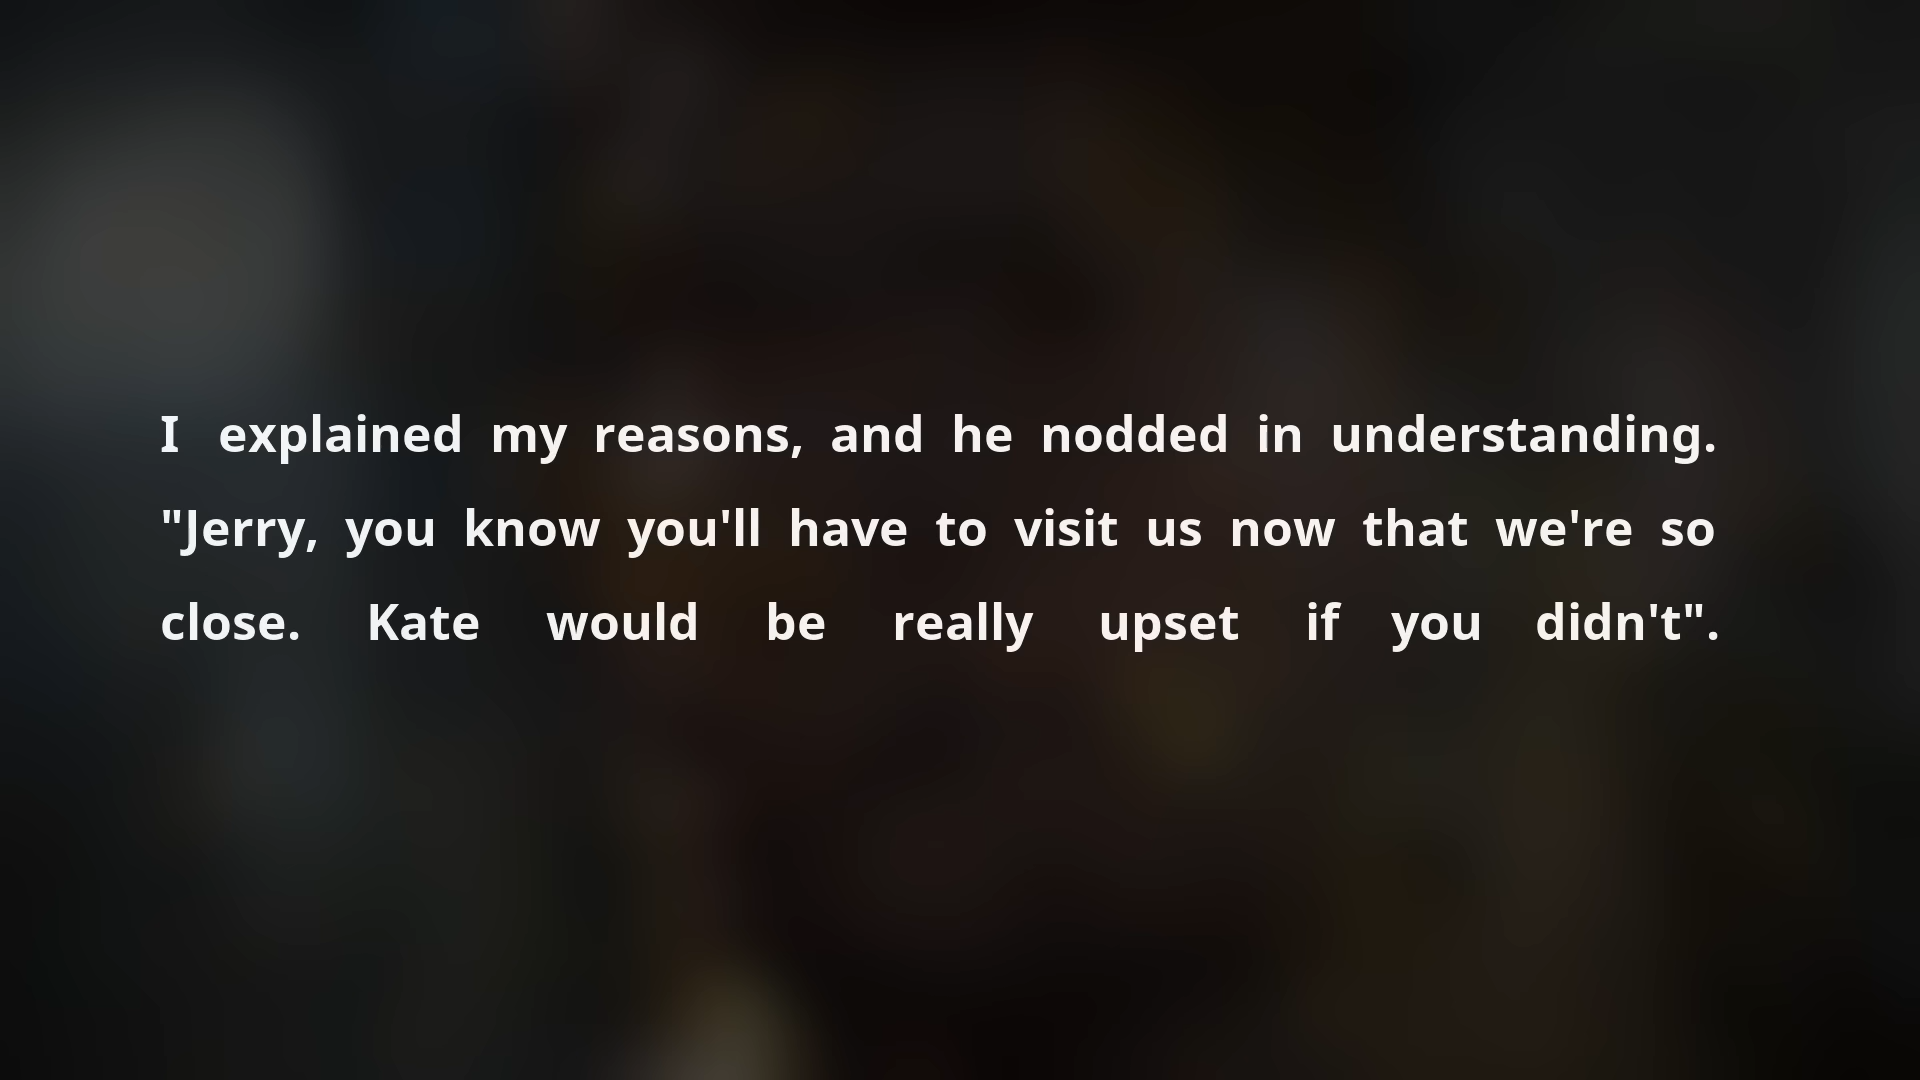 I explained my reasons, and he nodded in understanding.
"Jerry, you know you'll have to visit us now that we're so
close. Kate would be really upset if you didn't".